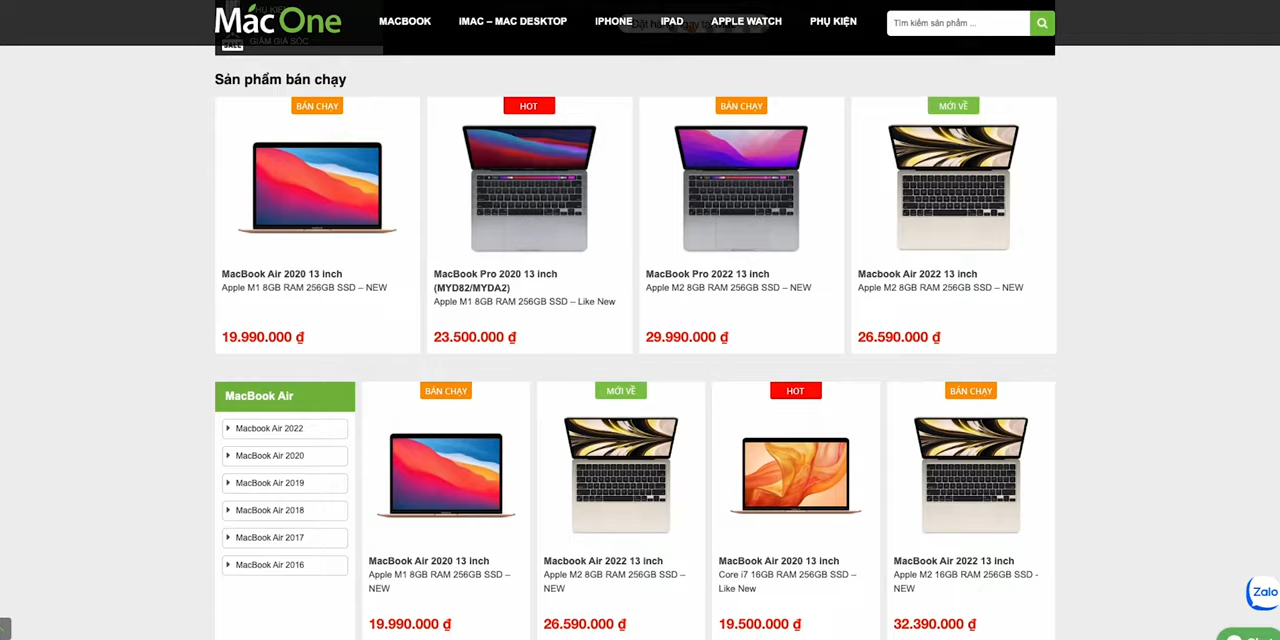 PHỤ KIỆN
MacOne
MACBOOK
IMAC – MAC DESKTOP
IPHONE
IPAD
APPLE WATCH
PHỤ KIỆN
Tìm kiếm sản phẩm ...
SALE
GIẢM GIÁ SỐC
Sản phẩm bán chạy
BÁN CHẠY
HOT
BÁN CHẠY
MỚI VỀ
MacBook Air 2020 13 inch
Apple M1 8GB RAM 256GB SSD – NEW
19.990.000 ₫
MacBook Pro 2020 13 inch
(MYD82/MYDA2)
Apple M1 8GB RAM 256GB SSD – Like New
23.500.000 ₫
MacBook Pro 2022 13 inch
Apple M2 8GB RAM 256GB SSD – NEW
29.990.000 ₫
Macbook Air 2022 13 inch
Apple M2 8GB RAM 256GB SSD – NEW
26.590.000 ₫
MacBook Air
Macbook Air 2022
MacBook Air 2020
MacBook Air 2019
MacBook Air 2018
MacBook Air 2017
MacBook Air 2016
BÁN CHẠY
MỚI VỀ
HOT
BÁN CHẠY
MacBook Air 2020 13 inch
Apple M1 8GB RAM 256GB SSD –
NEW
19.990.000 ₫
Macbook Air 2022 13 inch
Apple M2 8GB RAM 256GB SSD –
NEW
26.590.000 ₫
MacBook Air 2020 13 inch
Core i7 16GB RAM 256GB SSD –
Like New
19.500.000 ₫
MacBook Air 2022 13 inch
Apple M2 16GB RAM 256GB SSD -
NEW
32.390.000 ₫
Zalo